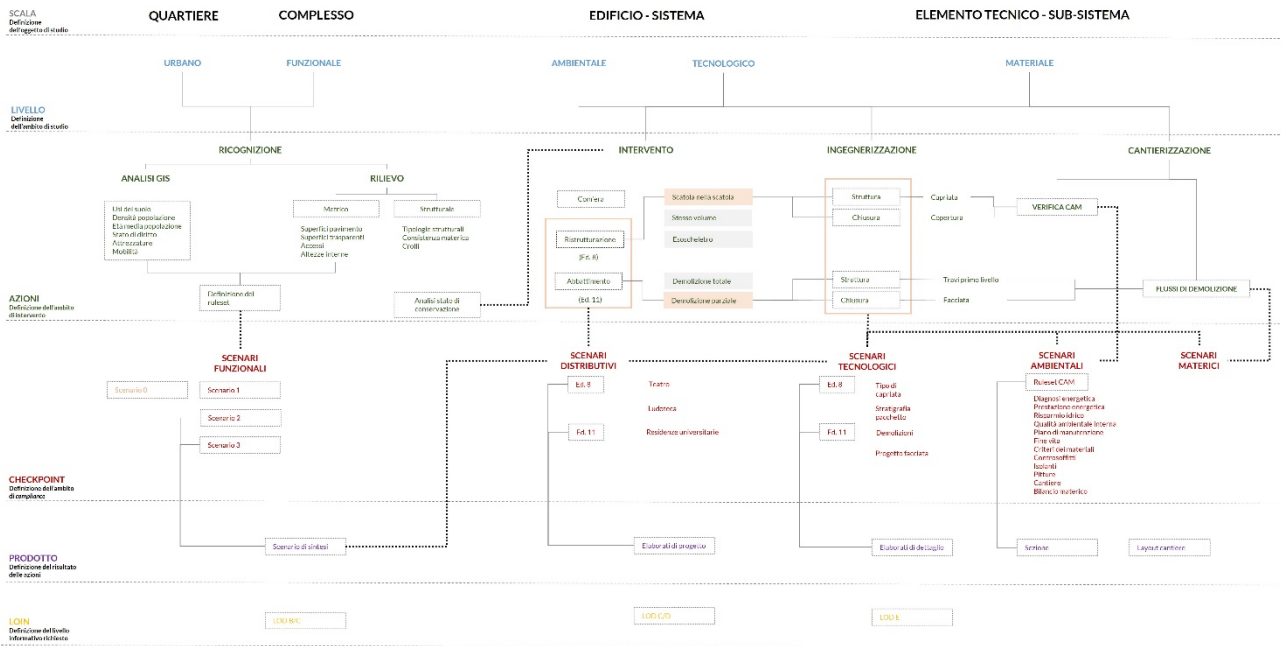 SCALA
Definizione
dell'oggetto di studio
QUARTIERE
COMPLESSO
EDIFICIO - SISTEMA
ELEMENTO TECNICO - SUB-SISTEMA
URBANO
FUNZIONALE
AMBIENTALE
TECNOLOGICO
MATERIALE
LIVELLO
Definizione
dell'ambito di studio
RICOGNIZIONE
INTERVENTO
INGEGNERIZZAZIONE
CANTIERIZZAZIONE
ANALISI GIS
RILIEVO
Usi del suolo
Densità popolazione
Età media popolazione
Stato di diritto
Attrezzature
Mobilità
Metrico
Superfici pavimento
Superfici trasparenti
Accessi
Altezze interne
Strutturale
Tipologie strutturali
Consistenza materica
Crolli
Definizione del
ruleset
Analisi stato di
conservazione
Con.fera
Ristrutturazione
(Ed. 8)
Abbattimento
(Ed. 11)
Scatola nella scatola
Stesso volume
Esoscheletro
Demolizione totale
Demolizione parziale
Struttura
Chiusura
Capriata
Copertura
Struttura
Chiusura
Travi primo livello
Facciata
VERIFICA CAM
FLUSSI DI DEMOLIZIONE
AZIONI
Definizione dell'ambito
di intervento
SCENARI
FUNZIONALI
Scenario 0
Scenario 1
Scenario 2
Scenario 3
SCENARI
DISTRIBUTIVI
Ed. 8
Teatro
Ludoteca
Ed. 11
Residenze universitarie
SCENARI
TECNOLOGICI
Ed. 8
Tipo di
capriata
Stratigrafia
pacchetto
Ed. 11
Demolizioni
Progetto facciata
SCENARI
AMBIENTALI
Ruleset CAM
Diagnosi energetica
Prestazione energetica
Risparmio idrico
Qualità ambientale interna
Piano di manutenzione
Fine vita
Criteri dei materiali
Controsoffitti
Impianti
Pitture
Cantiere
Bilancio materico
SCENARI
MATERICI
CHECKPOINT
Definizione dell'ambito
di compliance
PRODOTTO
Definizione del risultato
delle azioni
Scenario di sintesi
Elaborati di progetto
Elaborati di dettaglio
Sezione
Layout cantiere
LOIN
Definizione del livello
informativo richiesto
LOD B/C
LOD C/D
LOD E